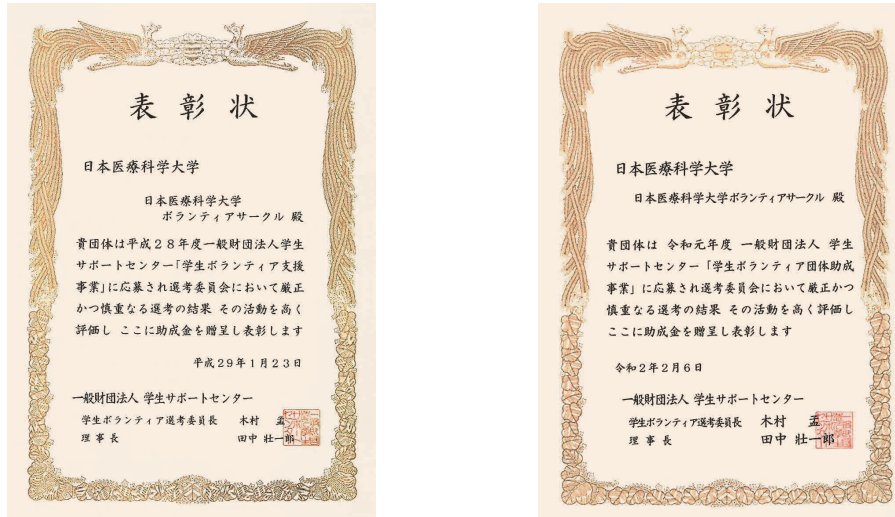 表彰状
日本医療科学大学
日本医療科学大学
ボランティアサークル 殿
貴団体は平成28年度一般財団法人学生
サポートセンター「学生ボランティア支援
事業」に応募され選考委員会において厳正
かつ慎重なる選考の結果 その活動を高く
評価し ここに助成金を贈呈し表彰します
平成29年1月23日
一般財団法人 学生サポートセンター
学生ボランティア選考委員長 木村 孟
理事長 田中 壮一郎
表彰状
日本医療科学大学
日本医療科学大学ボランティアサークル 殿
貴団体は 令和元年度 一般財団法人 学生
サポートセンター「学生ボランティア団体助成
事業」に応募され選考委員会において厳正かつ
慎重なる選考の結果 その活動を高く評価し
ここに助成金を贈呈し表彰します
令和2年2月6日
一般財団法人 学生サポートセンター
学生ボランティア選考委員長 木村 孟
理事長 田中 壮一郎